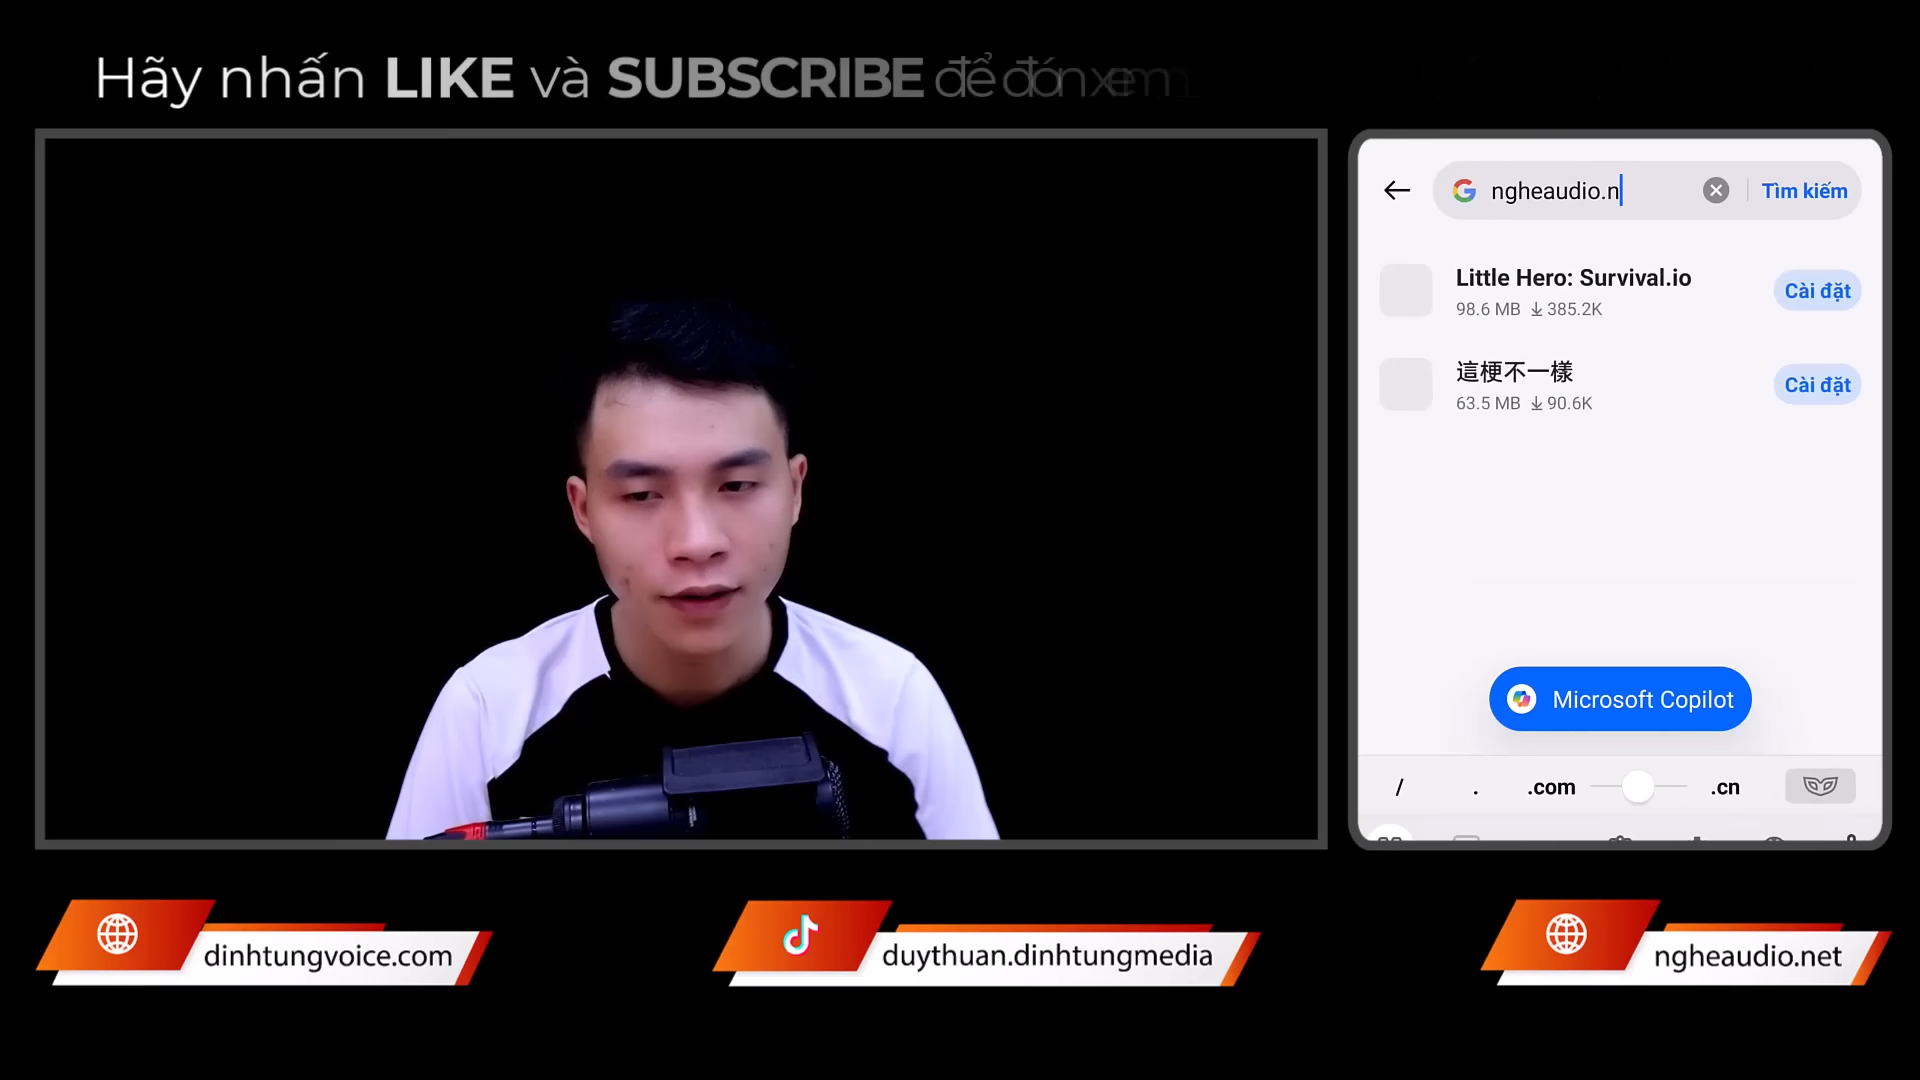 Hãy nhấn LIKE và SUBSCRIBE để đón xem
ngheaudio.n
Tìm kiếm
Little Hero: Survival.io
98.6 MB 385.2K
Cài đặt
這梗不一樣
63.5 MB 90.6K
Cài đặt
Microsoft Copilot
/ . .com .cn
dinhtungvoice.com
duythuan.dinhtungmedia
ngheaudio.net